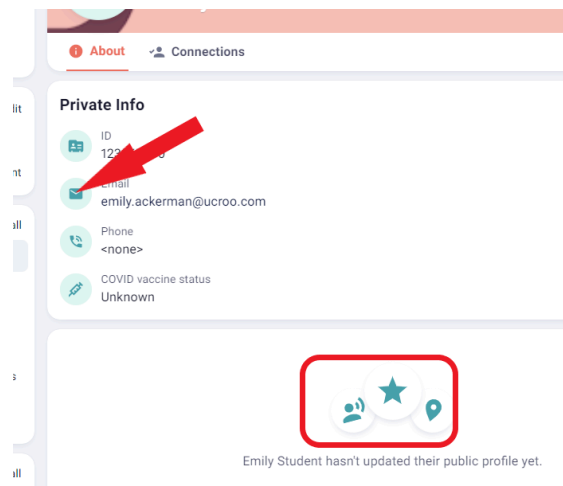 About Connections
Private Info
ID
Email
emily.ackerman@ucroo.com
Phone
<none>
COVID vaccine status
Unknown
Emily Student hasn't updated their public profile yet.